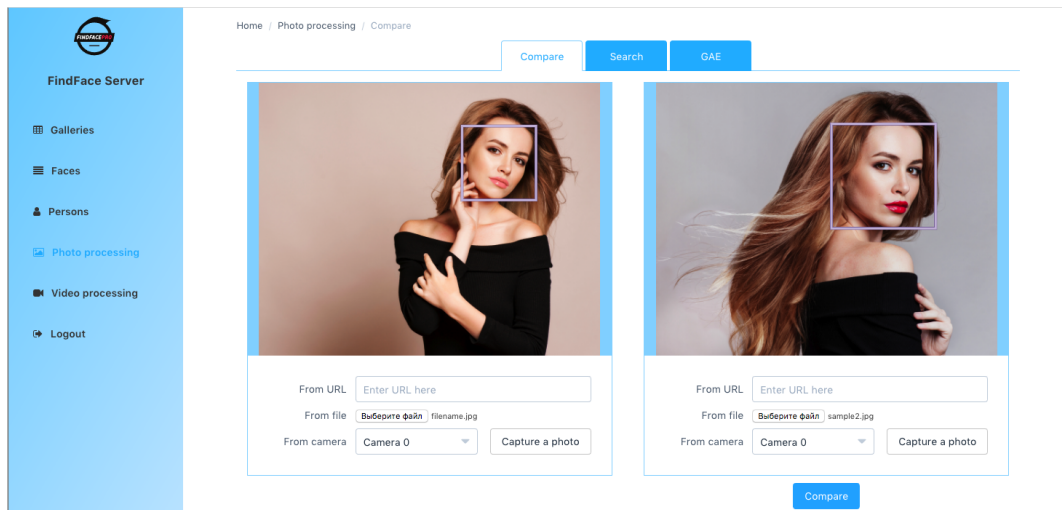 Home / Photo processing / Compare
FINDFACE PRO
FindFace Server
Galleries
Faces
Persons
Photo processing
Video processing
Logout
Compare
Search
GAE
From URL
Enter URL here
From file
Выберите файл filename.jpg
From camera
Camera 0
Capture a photo
From URL
Enter URL here
From file
Выберите файл sample2.jpg
From camera
Camera 0
Capture a photo
Compare